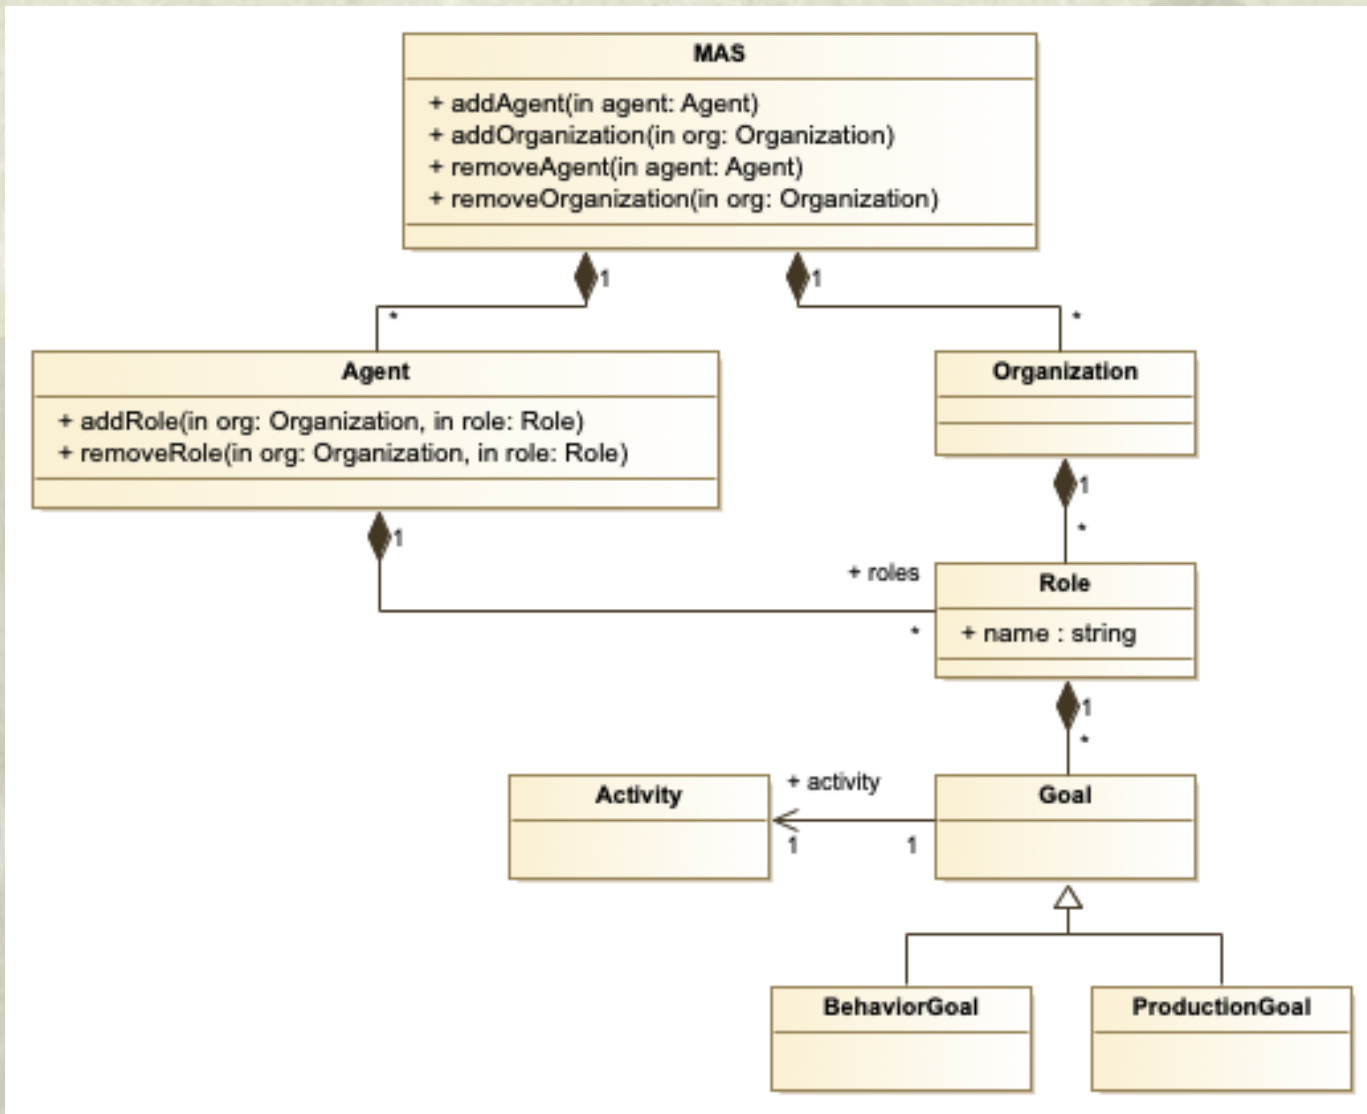 MAS
+ addAgent(in agent: Agent)
+ addOrganization(in org: Organization)
+ removeAgent(in agent: Agent)
+ removeOrganization(in org: Organization)
1
1
*
*
Agent
+ addRole(in org: Organization, in role: Role)
+ removeRole(in org: Organization, in role: Role)
Organization
1
*
1
+ roles
*
Role
+ name : string
1
*
Activity
+ activity
1
1
Goal
BehaviorGoal
ProductionGoal